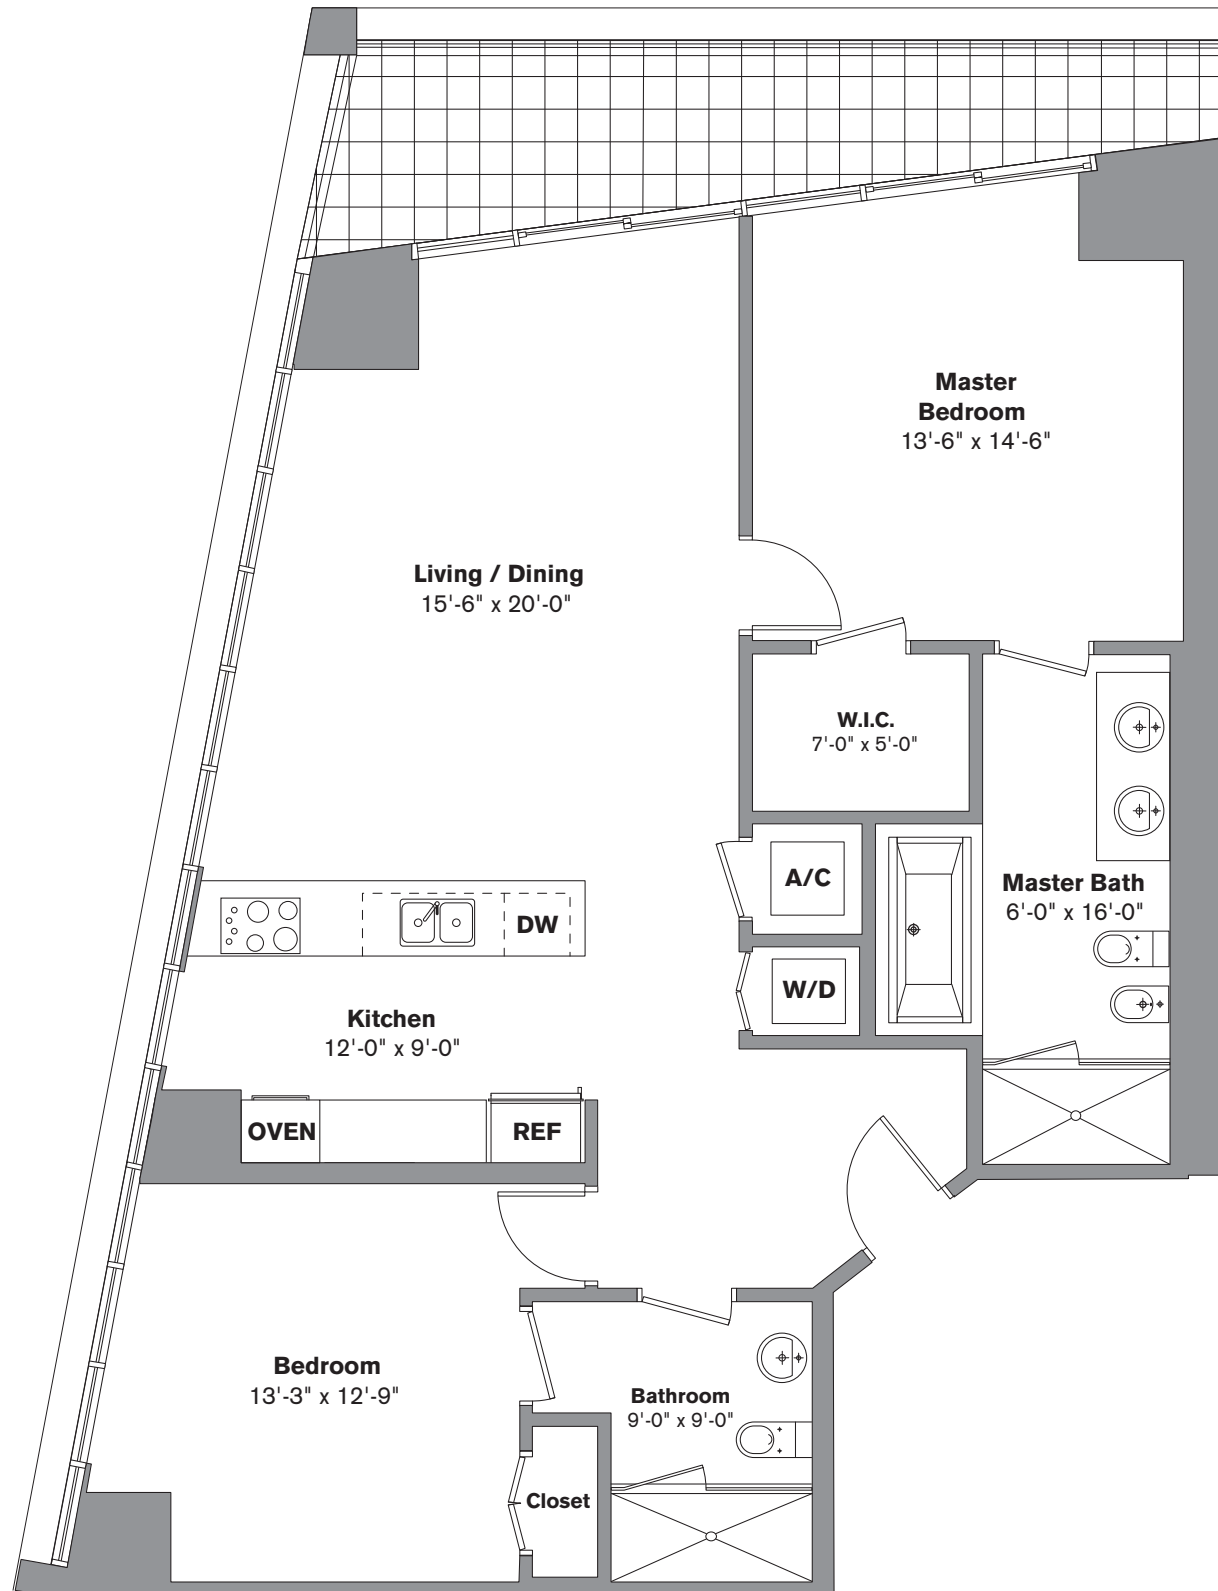 Master
Bedroom
13'-6" x 14'-6"
Living / Dining
15'-6" x 20'-0"
W.I.C.
7'-0" x 5'-0"
A/C
Master Bath
6'-0" x 16'-0"
DW
W/D
Kitchen
12'-0" x 9'-0"
OVEN
REF
Bedroom
13'-3" x 12'-9"
Bathroom
9'-0" x 9'-0"
Closet